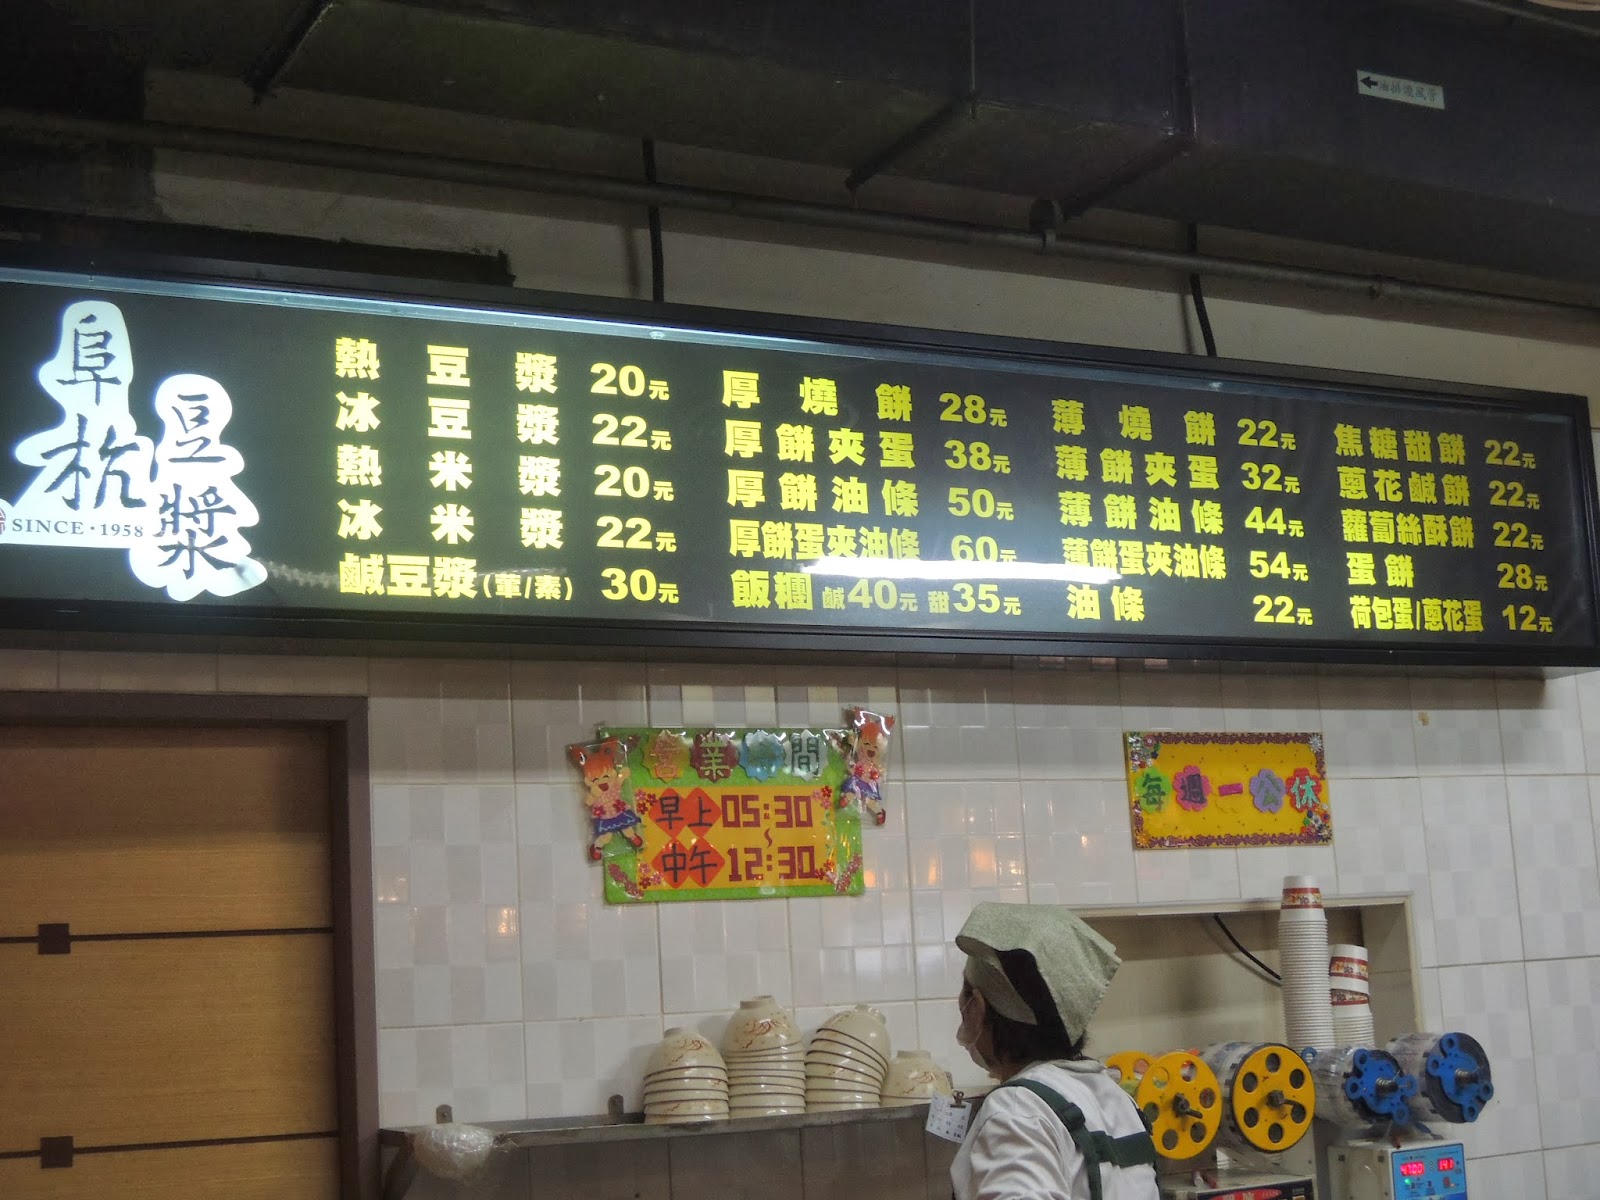 油排煙風管
阜杭
豆漿
SINCE·1958
熱豆漿 20元
冰豆漿 22元
熱米漿 20元
冰米漿 22元
鹹豆漿(葷/素) 30元
厚燒餅 28元
厚餅夾蛋 38元
厚餅油條 50元
厚餅蛋夾油條 60元
飯糰 鹹40元 甜35元
薄燒餅 22元
薄餅夾蛋 32元
薄餅油條 44元
薄餅蛋夾油條 54元
油條 22元
焦糖甜餅 22元
蔥花鹹餅 22元
蘿蔔絲酥餅 22元
蛋餅 28元
荷包蛋/蔥花蛋 12元
營業時間
早上 05:30
~
中午 12:30
每週一公休